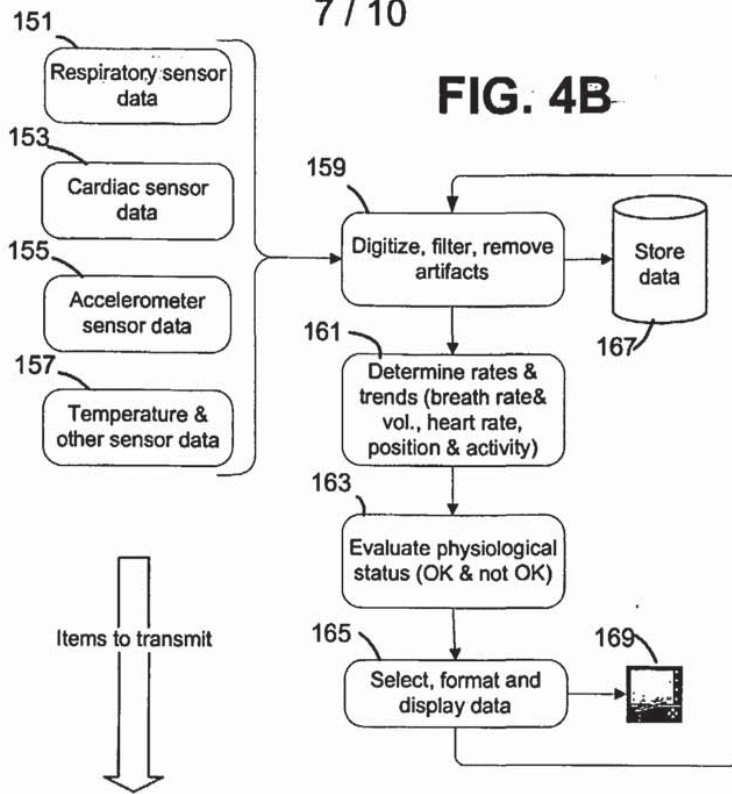 7 / 10
FIG. 4B
151
Respiratory sensor
data
153
Cardiac sensor
data
155
Accelerometer
sensor data
157
Temperature &
other sensor data
159
Digitize, filter, remove
artifacts
Store
data
167
161
Determine rates &
trends (breath rate&
vol., heart rate,
position & activity)
163
Evaluate physiological
status (OK & not OK)
165
Select, format and
display data
169
Items to transmit